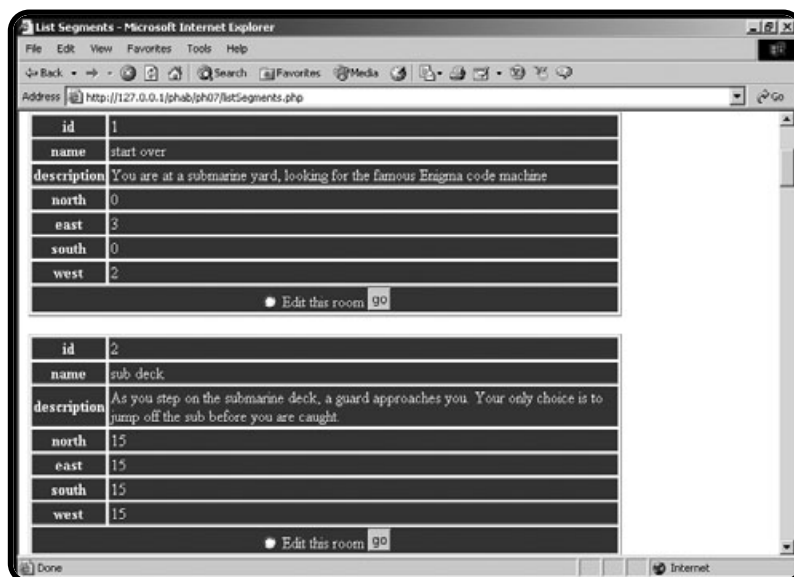 List Segments - Microsoft Internet Explorer
File Edit View Favorites Tools Help
Back Search Favorites Media
Address http://127.0.0.1/phab/ph07/listSegments.php Go
id 1
name start over
description You are at a submarine yard, looking for the famous Enigma code machine
north 0
east 3
south 0
west 2
Edit this room go
id 2
name sub deck
description As you step on the submarine deck, a guard approaches you. Your only choice is to
jump off the sub before you are caught.
north 15
east 15
south 15
west 15
Edit this room go
Done Internet